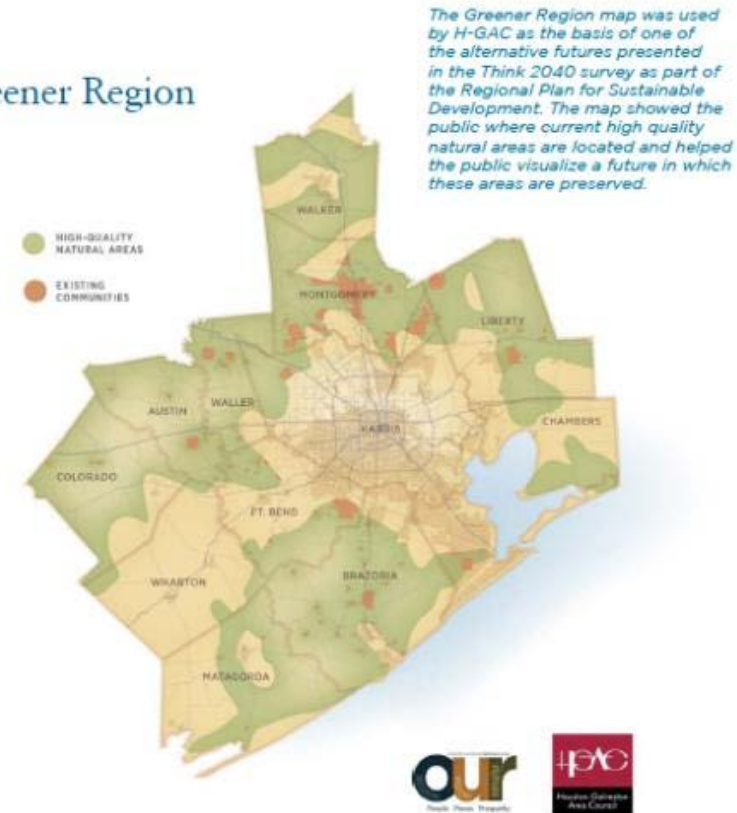 The Greener Region map was used
by H-GAC as the basis of one of
the alternative futures presented
in the Think 2040 survey as part of
the Regional Plan for Sustainable
Development. The map showed the
public where current high quality
natural areas are located and helped
the public visualize a future in which
these areas are preserved.
eener Region
HIGH-QUALITY
NATURAL AREAS
EXISTING
COMMUNITIES
WALKER
MONTGOMERY
LIBERTY
AUSTIN
WALLER
HARRIS
CHAMBERS
COLORADO
FT. BEND
WHARTON
BRAZORIA
MATAGORDA
our
People Places Prosperity
H-GAC
Houston-Galveston
Area Council